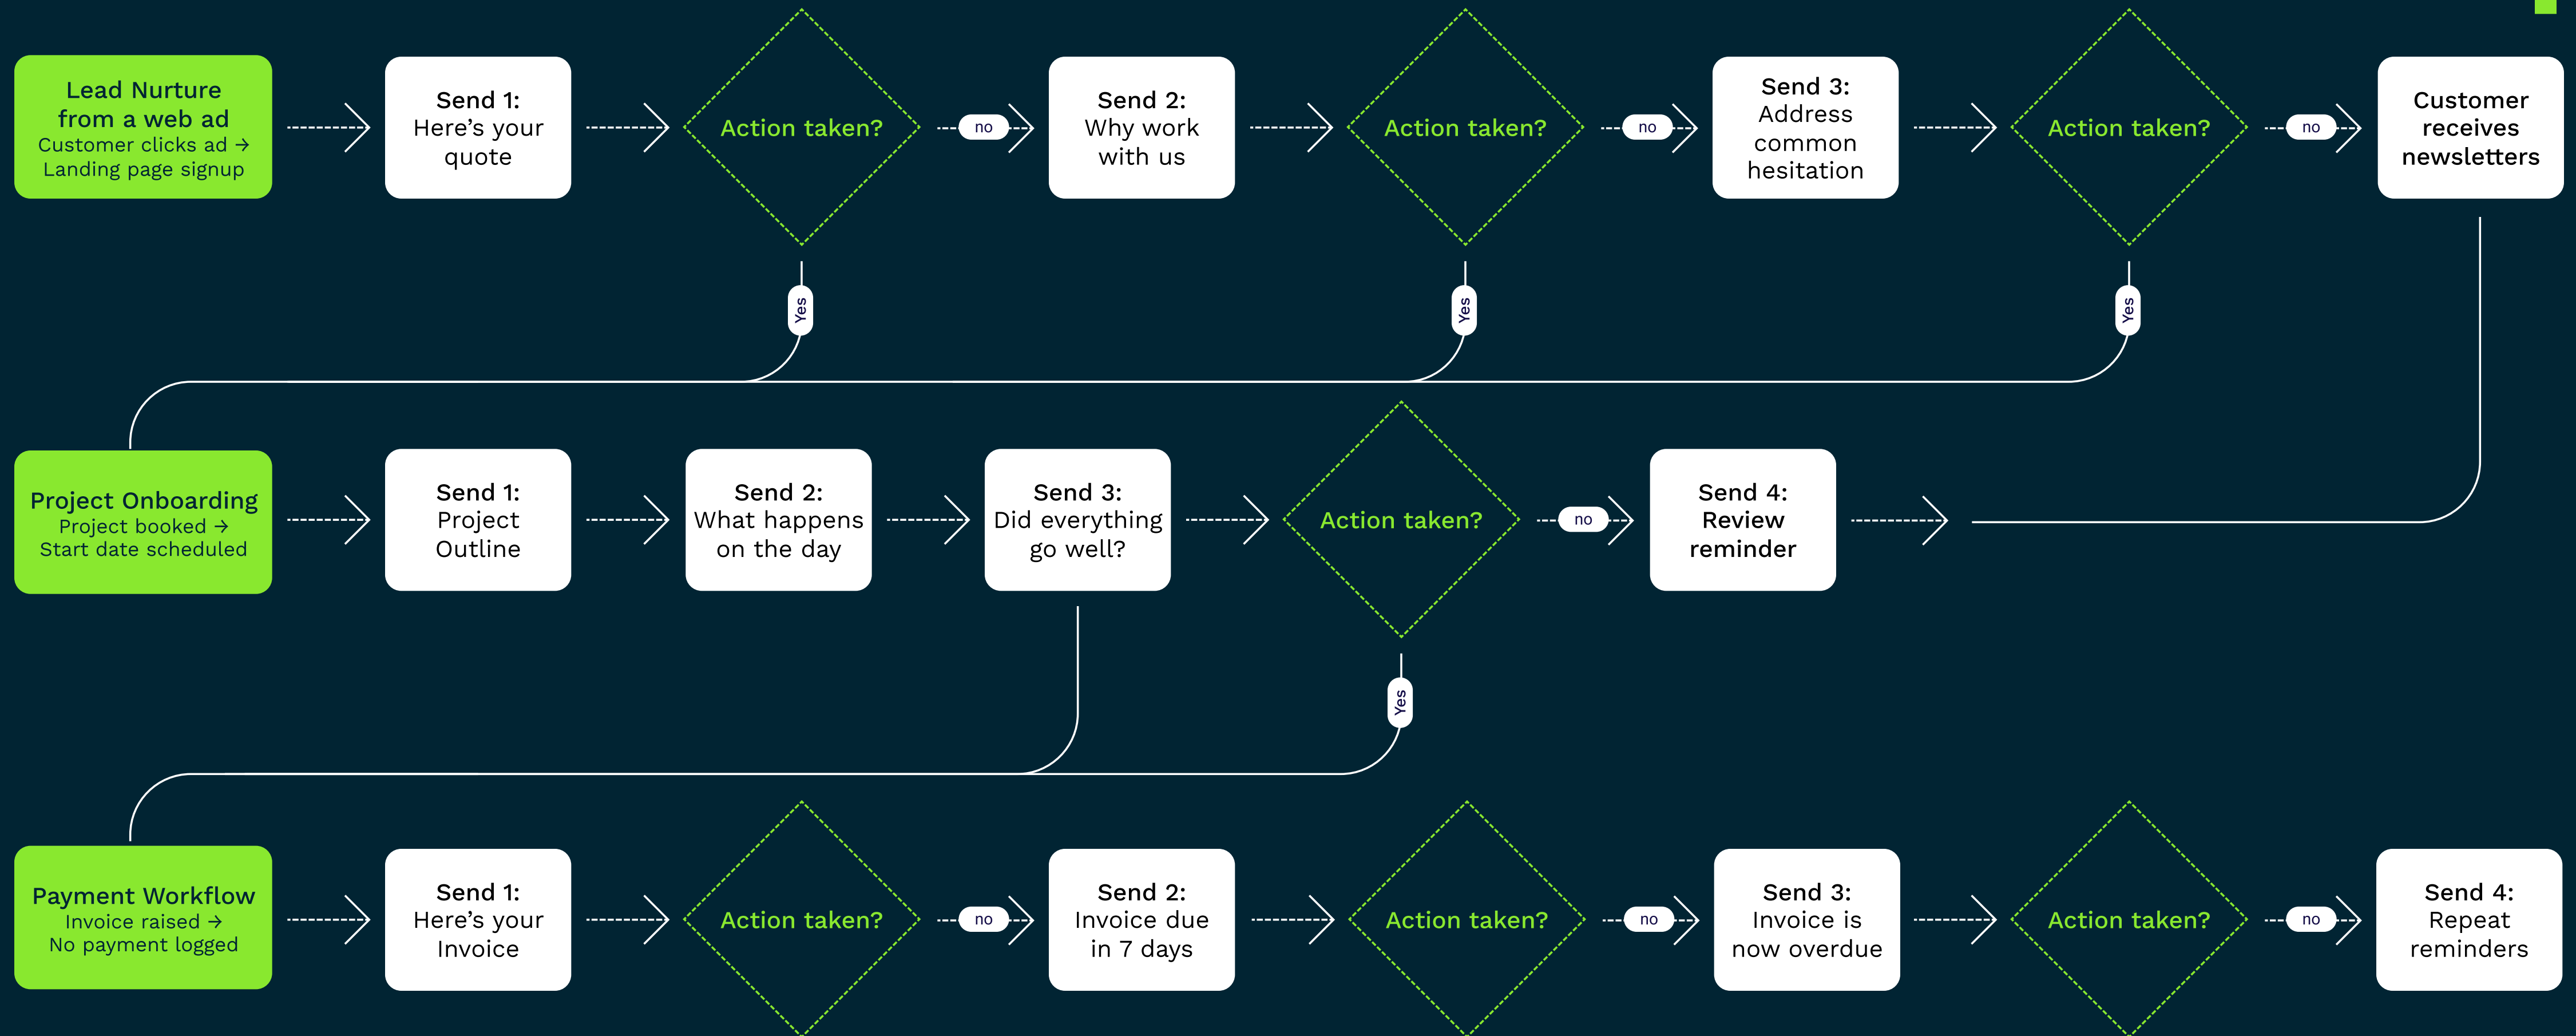 Lead Nurture
from a web ad
Customer clicks ad →
Landing page signup
Send 1:
Here’s your
quote
Action taken?
no
Send 2:
Why work
with us
Action taken?
no
Send 3:
Address
common
hesitation
Action taken?
no
Customer
receives
newsletters
Yes
Yes
Yes
Project Onboarding
Project booked →
Start date scheduled
Send 1:
Project
Outline
Send 2:
What happens
on the day
Send 3:
Did everything
go well?
Action taken?
no
Send 4:
Review
reminder
Yes
Payment Workflow
Invoice raised →
No payment logged
Send 1:
Here’s your
Invoice
Action taken?
no
Send 2:
Invoice due
in 7 days
Action taken?
no
Send 3:
Invoice is
now overdue
Action taken?
no
Send 4:
Repeat
reminders